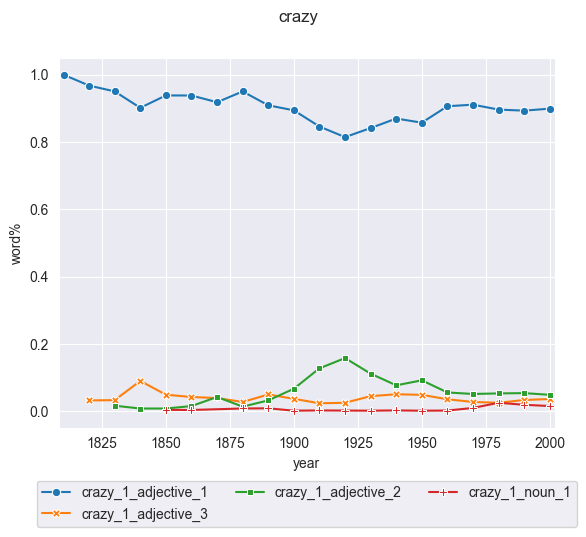 crazy
1.0
0.8
0.6
0.4
0.2
0.0
word%
1825 1850 1875 1900 1925 1950 1975 2000
year
crazy_1_adjective_1 crazy_1_adjective_2 crazy_1_noun_1
crazy_1_adjective_3